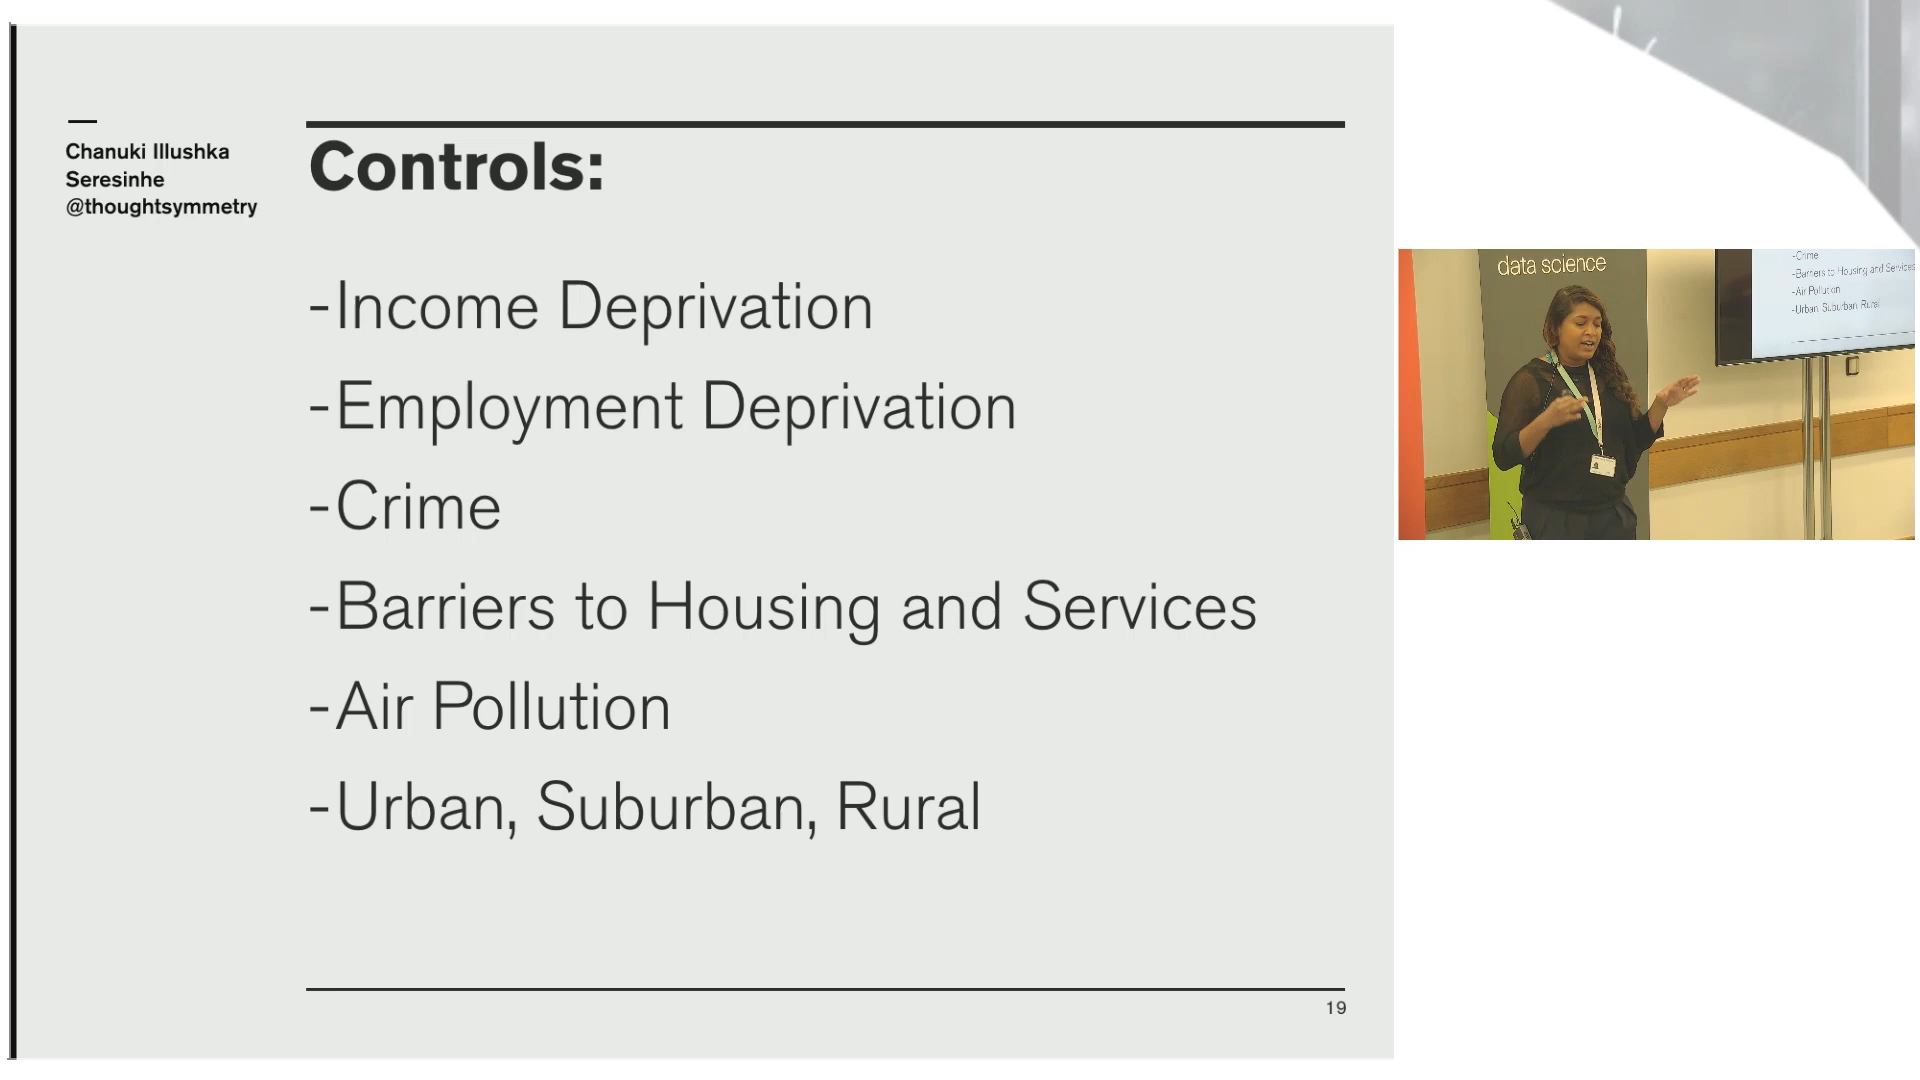 Chanuki Illushka
Seresinhe
@thoughtsymmetry
Controls:
-Income Deprivation
-Employment Deprivation
-Crime
-Barriers to Housing and Services
-Air Pollution
-Urban, Suburban, Rural
19
data science
-Crime
-Barriers to Housing and Services
-Air Pollution
-Urban, Suburban, Rural